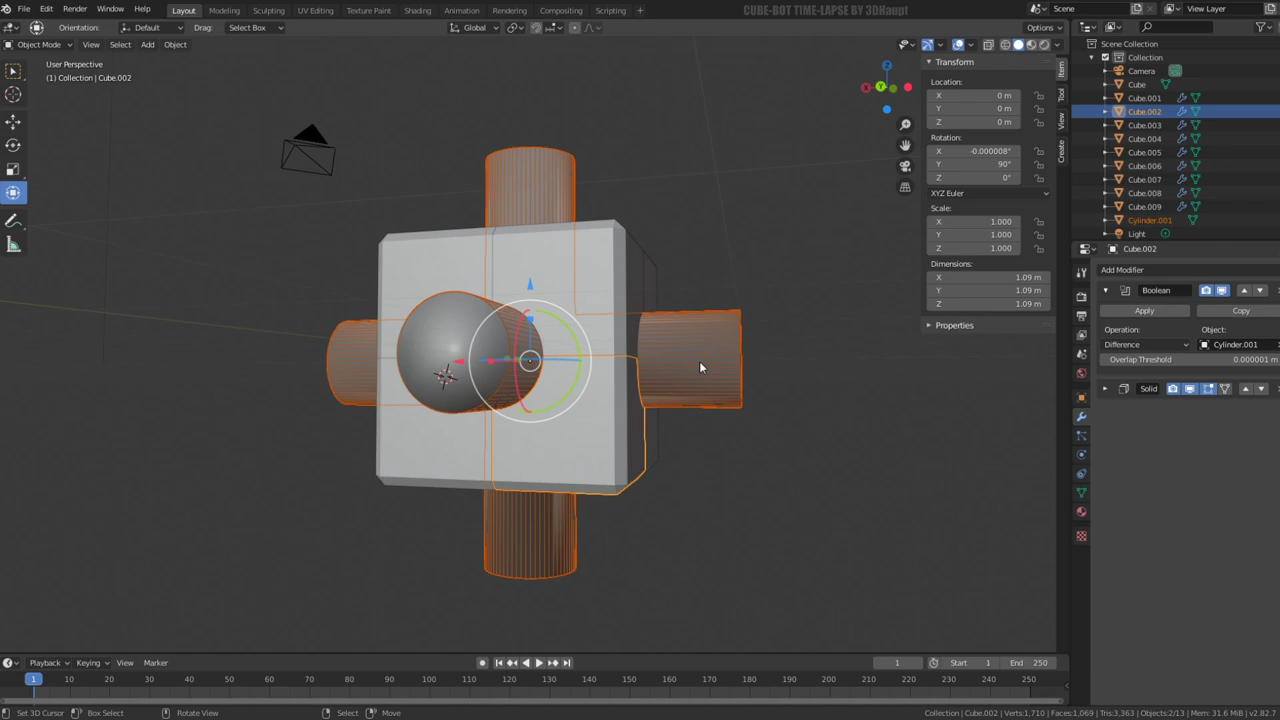 File Edit Render Window Help Layout Modeling Sculpting UV Editing Texture Paint Shading Animation Rendering Compositing Scripting CUBE-BOT TIME-LAPSE BY 3DHaupt Scene View Layer
Orientation: Default Drag: Select Box Global Options
Object Mode View Select Add Object
User Perspective
(1) Collection | Cube.002
Transform
Location:
X 0 m
Y 0 m
Z 0 m
Rotation:
X -0.000008°
Y 90°
Z 0°
XYZ Euler
Scale:
X 1.000
Y 1.000
Z 1.000
Dimensions:
X 1.09 m
Y 1.09 m
Z 1.09 m
Properties
Item
Tool
View
Create
Z
Y
Scene Collection
Collection
Camera
Cube
Cube.001
Cube.002
Cube.003
Cube.004
Cube.005
Cube.006
Cube.007
Cube.008
Cube.009
Cylinder.001
Light
Cube.002
Add Modifier
Boolean
Apply Copy
Operation: Object:
Difference Cylinder.001
Overlap Threshold 0.000001 m
Solid
Playback Keying View Marker 1 Start 1 End 250
1 10 20 30 40 50 60 70 80 90 100 110 120 130 140 150 160 170 180 190 200 210 220 230 240 250
Set 3D Cursor Box Select Rotate View Select Move Collection | Cube.002 | Verts:1,710 | Faces:1,069 | Tris:3,363 | Objects:2/13 | Mem: 31.6 MiB | v2.82.7